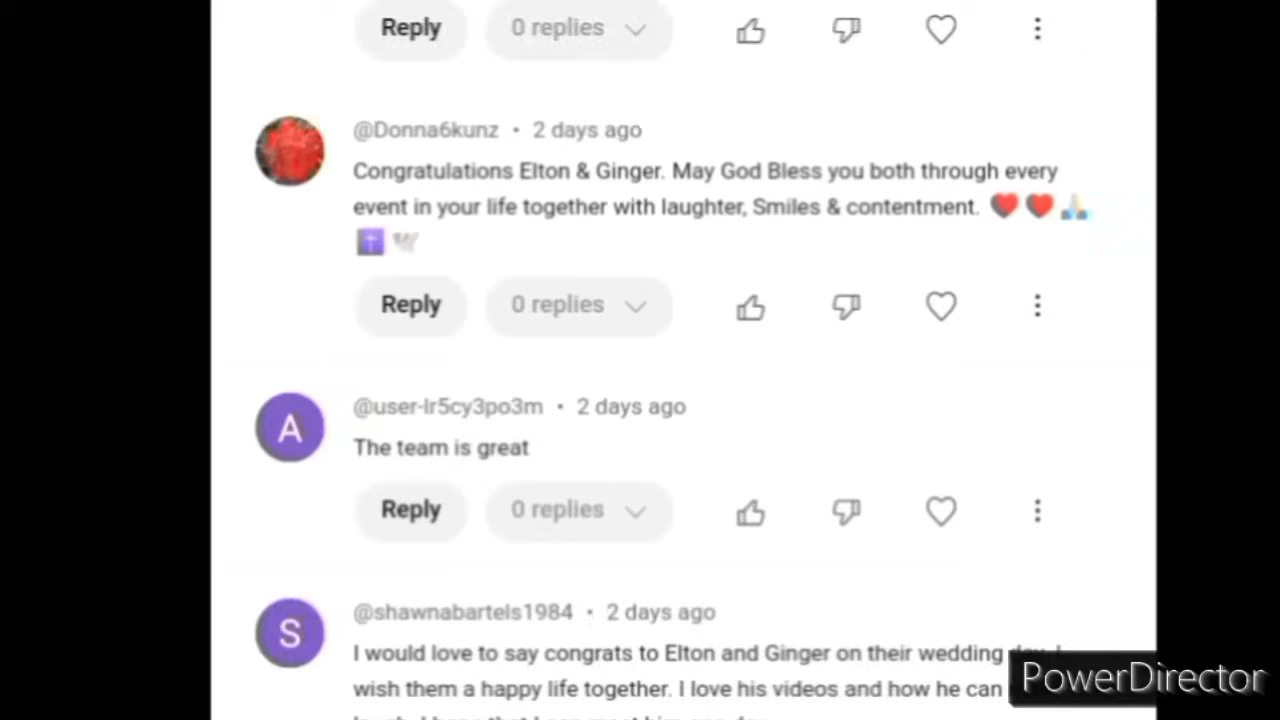 Reply 0 replies
@Donna6kunz • 2 days ago
Congratulations Elton & Ginger. May God Bless you both through every
event in your life together with laughter, Smiles & contentment. ♥️♥️🙏🏻
✝️🕊️
Reply 0 replies
A
@user-lr5cy3po3m • 2 days ago
The team is great
Reply 0 replies
S
@shawnabartels1984 • 2 days ago
I would love to say congrats to Elton and Ginger on their wedding
wish them a happy life together. I love his videos and how he can
PowerDirector